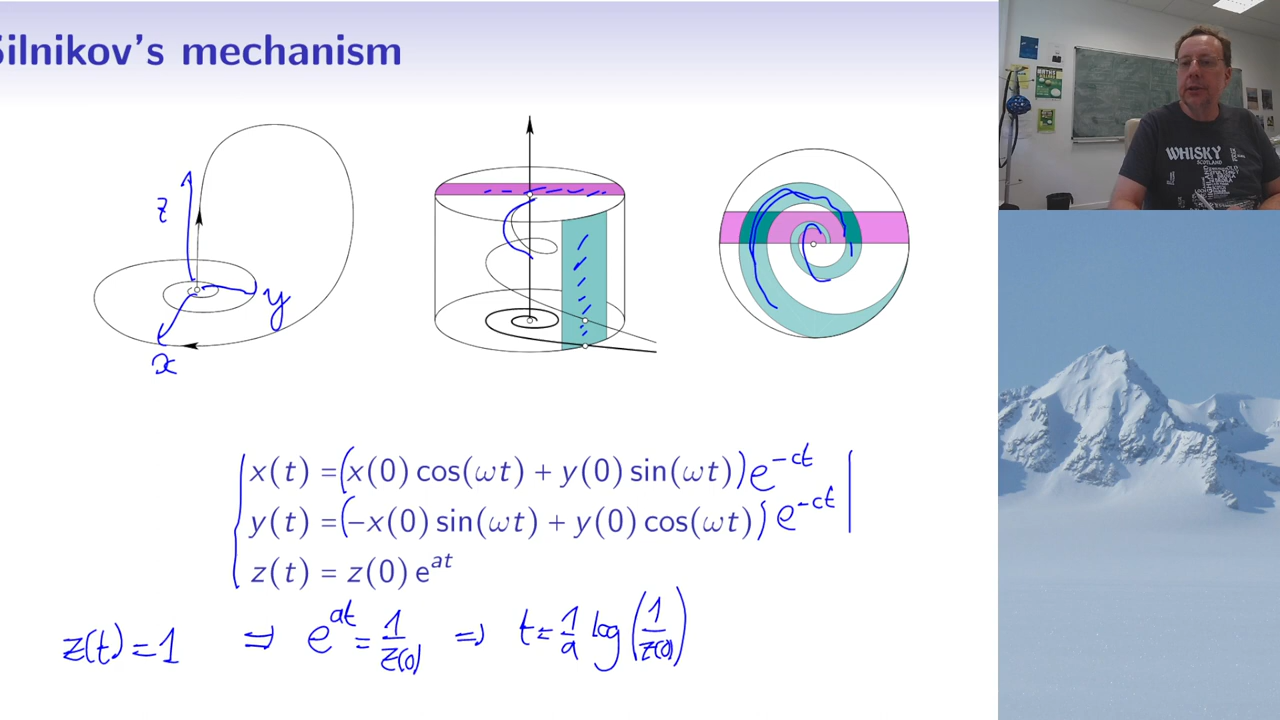 Silnikov's mechanism
z
y
x
x(t) = (x(0) cos(ωt) + y(0) sin(ωt)) e^{-ct}
y(t) = (-x(0) sin(ωt) + y(0) cos(ωt)) e^{-ct}
z(t) = z(0) e^{at}
z(t) = 1 ⇒ e^{at} = 1/z(0) ⇒ t = 1/a log(1/z(0))
WHISKY
SCOTLAND